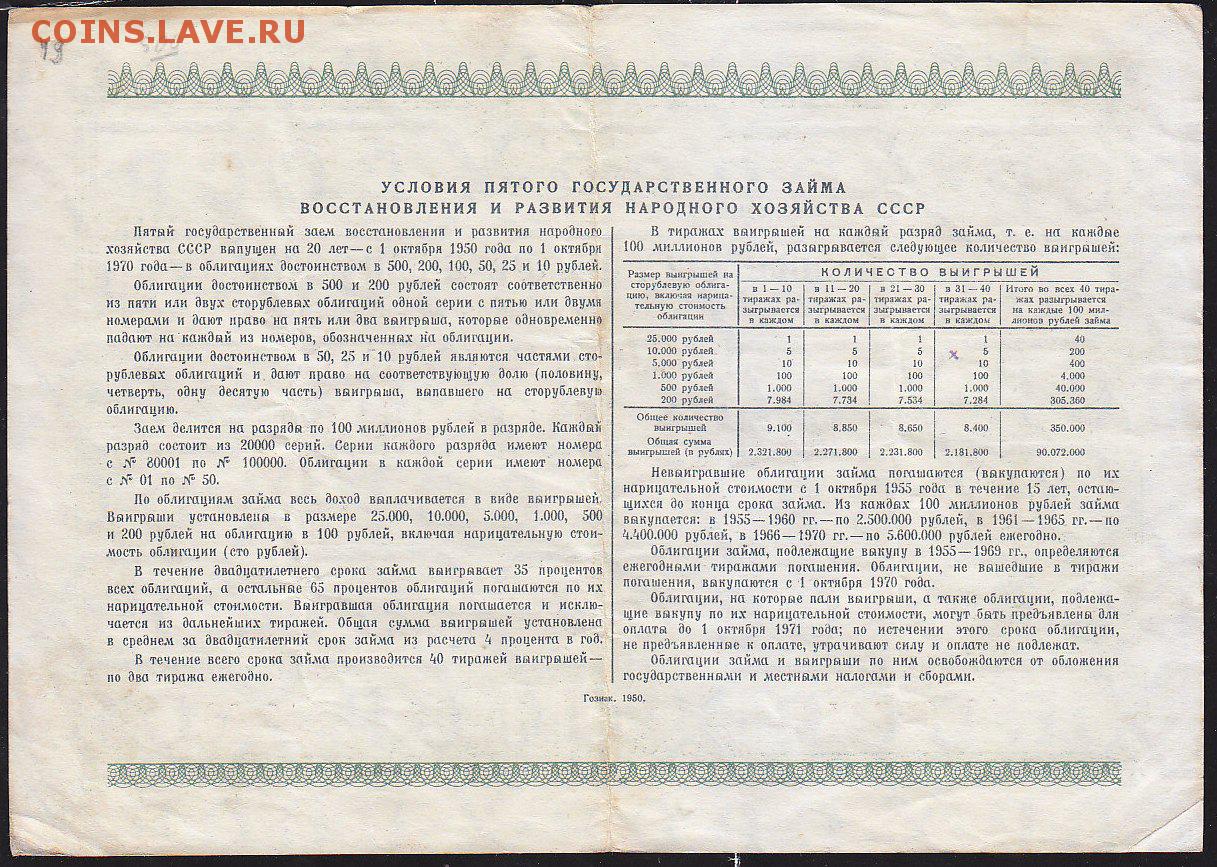 COINS.LAVE.RU
19
УСЛОВИЯ ПЯТОГО ГОСУДАРСТВЕННОГО ЗАЙМА
ВОССТАНОВЛЕНИЯ И РАЗВИТИЯ НАРОДНОГО ХОЗЯЙСТВА СССР
Пятый государственный заем восстановления и развития народного
хозяйства СССР выпущен на 20 лет—с 1 октября 1950 года по 1 октября
1970 года—в облигациях достоинством в 500, 200, 100, 50, 25 и 10 рублей.
Облигации достоинством в 500 и 200 рублей состоят соответственно
из пяти или двух сторублевых облигаций одной серии с пятью или двумя
номерами и дают право на пять или два выигрыша, которые одновременно
падают на каждый из номеров, обозначенных на облигации.
Облигации достоинством в 50, 25 и 10 рублей являются частями сто-
рублевых облигаций и дают право на соответствующую долю (половину,
четверть, одну десятую часть) выигрыша, выпавшего на сторублевую
облигацию.
Заем делится на разряды по 100 миллионов рублей в разряде. Каждый
разряд состоит из 20000 серий. Серии каждого разряда имеют номера
с № 80001 по № 100000. Облигации в каждой серии имеют номера
с № 01 по № 50.
По облигациям займа весь доход выплачивается в виде выигрышей.
Выигрыши установлены в размере 25.000, 10.000, 5.000, 1.000, 500
и 200 рублей на облигацию в 100 рублей, включая нарицательную стои-
мость облигации (сто рублей).
В течение двадцатилетнего срока займа выигрывает 35 процентов
всех облигаций, а остальные 65 процентов облигаций погашаются по их
нарицательной стоимости. Выигравшая облигация погашается и исклю-
чается из дальнейших тиражей. Общая сумма выигрышей установлена
в среднем за двадцатилетний срок займа из расчета 4 процента в год.
В течение всего срока займа производится 40 тиражей выигрышей—
по два тиража ежегодно.
В тиражах выигрышей на каждый разряд займа, т. е. на каждые
100 миллионов рублей, разыгрывается следующее количество выигрышей:
Размер выигрышей на
сторублевую облига-
цию, включая нарица-
тельную стоимость
облигации
КОЛИЧЕСТВО ВЫИГРЫШЕЙ
в 1—10
тиражах ра-
зыгрывается
в каждом
в 11—20
тиражах ра-
зыгрывается
в каждом
в 21—30
тиражах ра-
зыгрывается
в каждом
в 31—40
тиражах ра-
зыгрывается
в каждом
Итого во всех 40 тира-
жах разыгрывается
на каждые 100 мил-
лионов рублей займа
25.000 рублей 1 1 1 1 40
10.000 рублей 5 5 5 x 5 200
5.000 рублей 10 10 10 10 400
1.000 рублей 100 100 100 100 4.000
500 рублей 1.000 1.000 1.000 1.000 40.000
200 рублей 7.984 7.734 7.534 7.284 305.360
Общее количество
выигрышей 9.100 8.850 8.650 8.400 350.000
Общая сумма
выигрышей (в рублях) 2.321.800 2.271.800 2.231.800 2.181.800 90.072.000
Невыигравшие облигации займа погашаются (выкупаются) по их
нарицательной стоимости с 1 октября 1955 года в течение 15 лет, остаю-
щихся до конца срока займа. Из каждых 100 миллионов рублей займа
выкупается: в 1955—1960 гг.—по 2.500.000 рублей, в 1961—1965 гг.—по
4.400.000 рублей, в 1966—1970 гг.—по 5.600.000 рублей ежегодно.
Облигации займа, подлежащие выкупу в 1955—1969 гг., определяются
ежегодными тиражами погашения. Облигации, не вышедшие в тиражи
погашения, выкупаются с 1 октября 1970 года.
Облигации, на которые пали выигрыши, а также облигации, подлежа-
щие выкупу по их нарицательной стоимости, могут быть предъявлены для
оплаты до 1 октября 1971 года; по истечении этого срока облигации,
не предъявленные к оплате, утрачивают силу и оплате не подлежат.
Облигации займа и выигрыши по ним освобождаются от обложения
государственными и местными налогами и сборами.
Гознак. 1950.